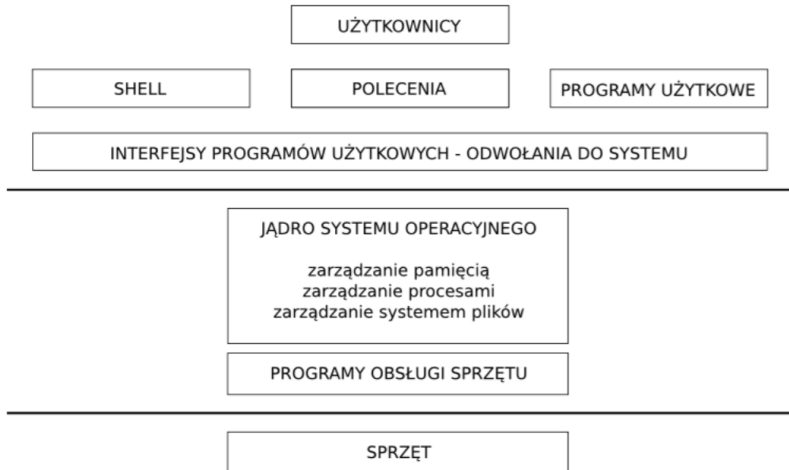 UŻYTKOWNICY
SHELL
POLECENIA
PROGRAMY UŻYTKOWE
INTERFEJSY PROGRAMÓW UŻYTKOWYCH - ODWOŁANIA DO SYSTEMU
JĄDRO SYSTEMU OPERACYJNEGO
zarządzanie pamięcią
zarządzanie procesami
zarządzanie systemem plików
PROGRAMY OBSŁUGI SPRZĘTU
SPRZĘT